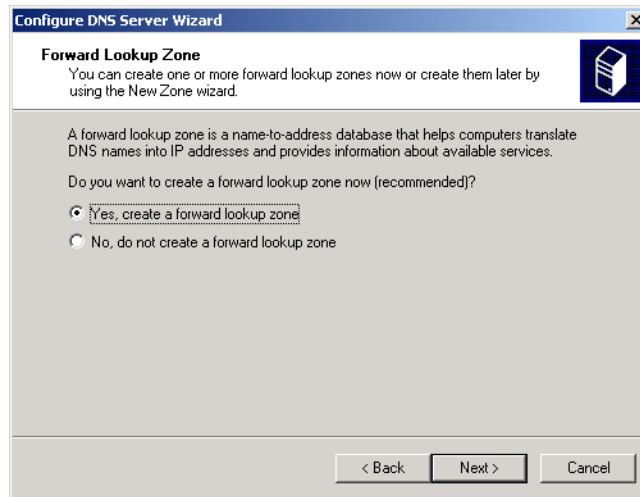 Configure DNS Server Wizard
Forward Lookup Zone
You can create one or more forward lookup zones now or create them later by
using the New Zone wizard.
A forward lookup zone is a name-to-address database that helps computers translate
DNS names into IP addresses and provides information about available services.
Do you want to create a forward lookup zone now (recommended)?
Yes, create a forward lookup zone
No, do not create a forward lookup zone
< Back Next > Cancel